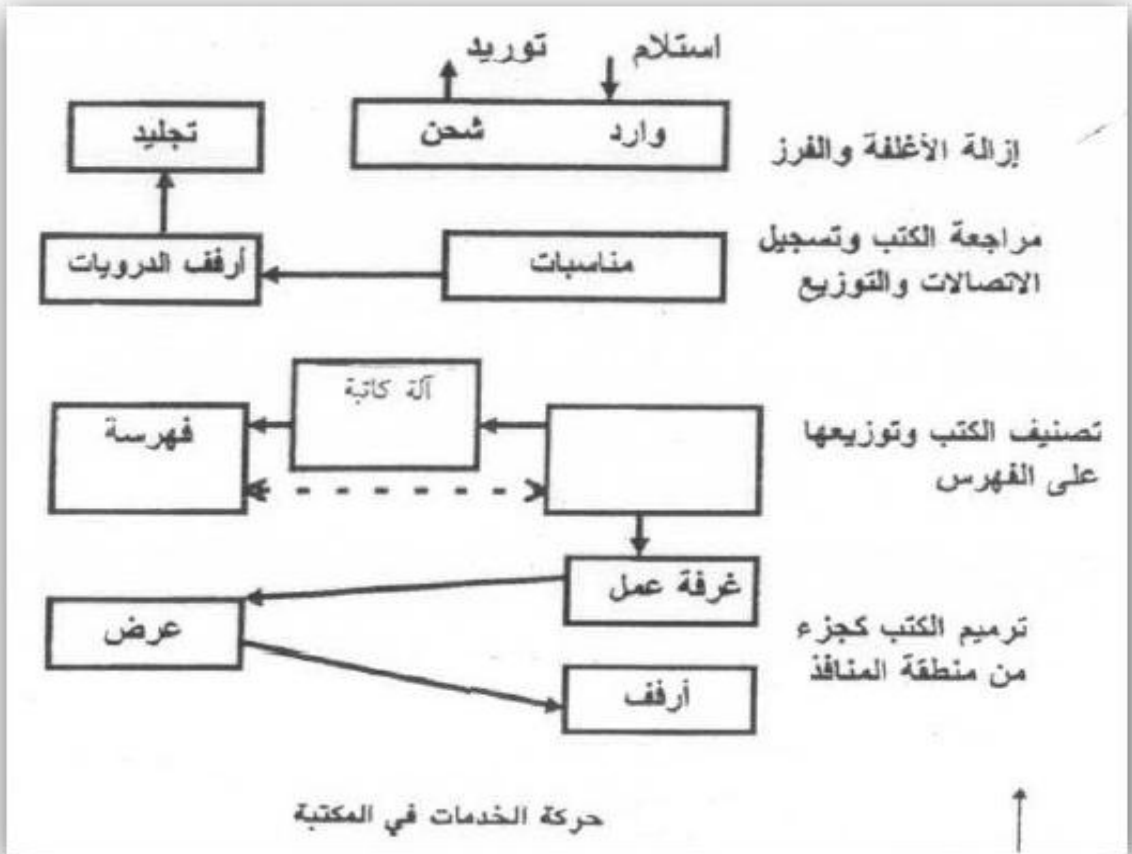 استلام توريد
وارد شحن
تجليد
إزالة الأغلفة والفرز
مراجعة الكتب وتسجيل
الاتصالات والتوزيع
مناسبات
أرفف الدرويات
تصنيف الكتب وتوزيعها
على الفهرس
آلة كاتبة
فهرسة
غرفة عمل
ترميم الكتب كجزء
من منطقة المنافذ
عرض
أرفف
حركة الخدمات في المكتبة